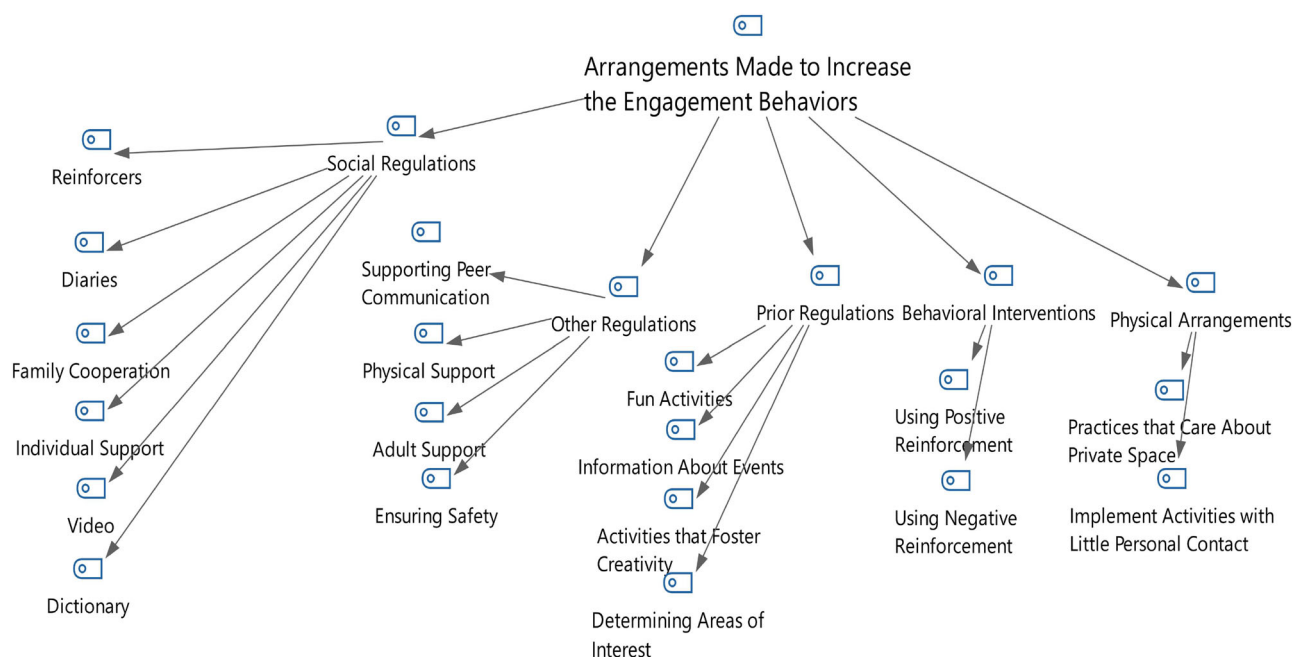 Arrangements Made to Increase
the Engagement Behaviors
Social Regulations
Reinforcers
Diaries
Family Cooperation
Individual Support
Video
Dictionary
Other Regulations
Supporting Peer
Communication
Physical Support
Adult Support
Ensuring Safety
Prior Regulations
Fun Activities
Information About Events
Activities that Foster
Creativity
Determining Areas of
Interest
Behavioral Interventions
Using Positive
Reinforcement
Using Negative
Reinforcement
Physical Arrangements
Practices that Care About
Private Space
Implement Activities with
Little Personal Contact